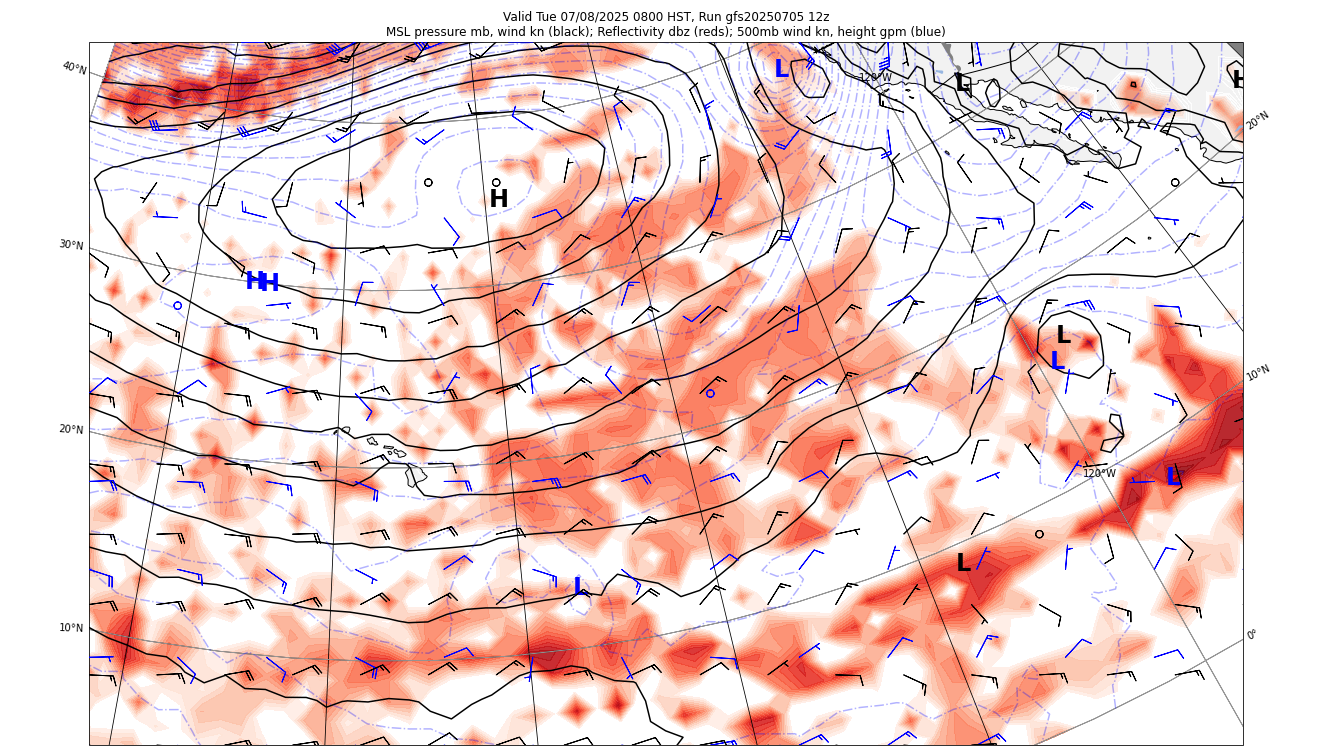 Valid Tue 07/08/2025 0800 HST, Run gfs20250705 12z
MSL pressure mb, wind kn (black); Reflectivity dbz (reds); 500mb wind kn, height gpm (blue)
40°N
L
120°W
L
H
20°N
H
30°N
H
H
L
L
10°N
20°N
120°W
L
L
L
10°N
0°